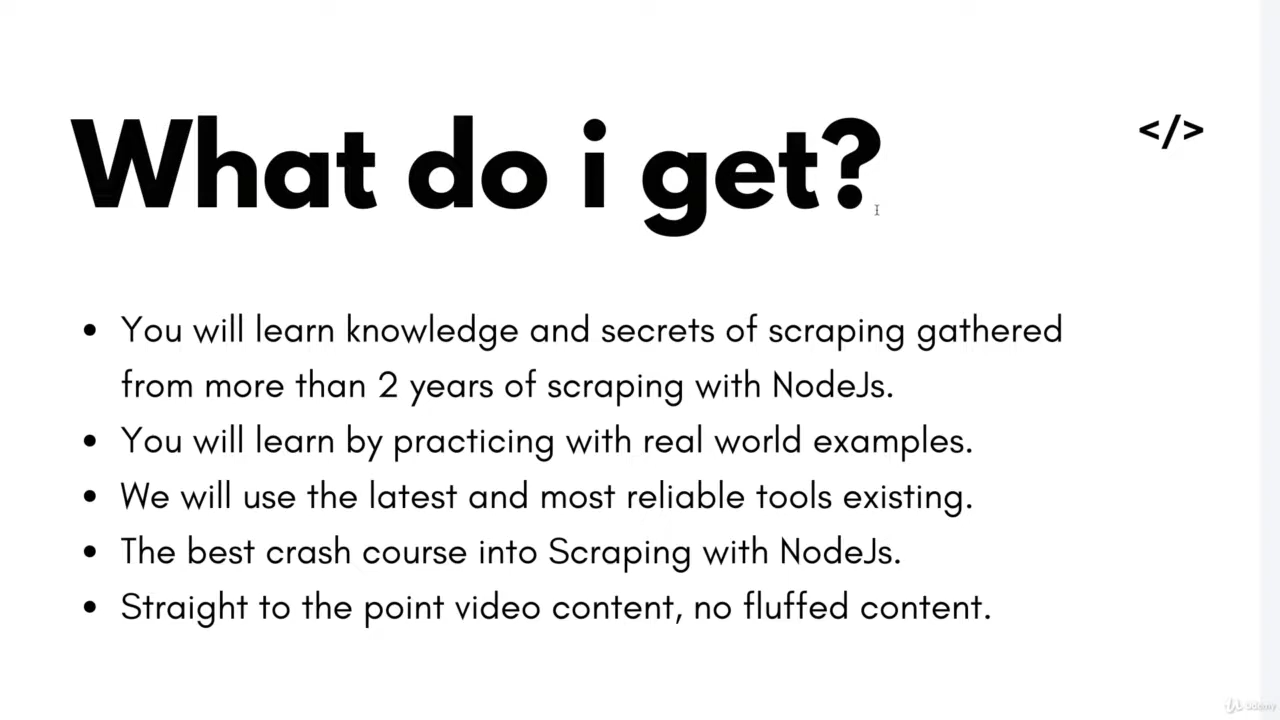 What do i get?
</>
• You will learn knowledge and secrets of scraping gathered
from more than 2 years of scraping with NodeJs.
• You will learn by practicing with real world examples.
• We will use the latest and most reliable tools existing.
• The best crash course into Scraping with NodeJs.
• Straight to the point video content, no fluffed content.
udemy